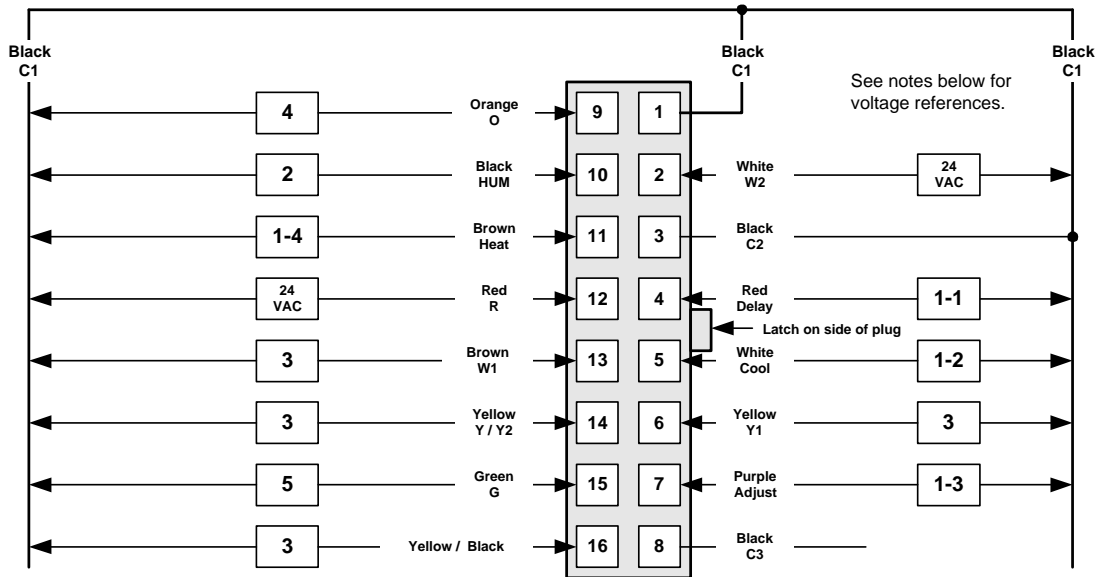 Black
C1
Black
C1
Black
C1
See notes below for
voltage references.
4
Orange
O
9
1
2
Black
HUM
10
2
White
W2
24
VAC
1-4
Brown
Heat
11
3
Black
C2
24
VAC
Red
R
12
4
Red
Delay
1-1
Latch on side of plug
3
Brown
W1
13
5
White
Cool
1-2
3
Yellow
Y / Y2
14
6
Yellow
Y1
3
5
Green
G
15
7
Purple
Adjust
1-3
3
Yellow / Black
16
8
Black
C3